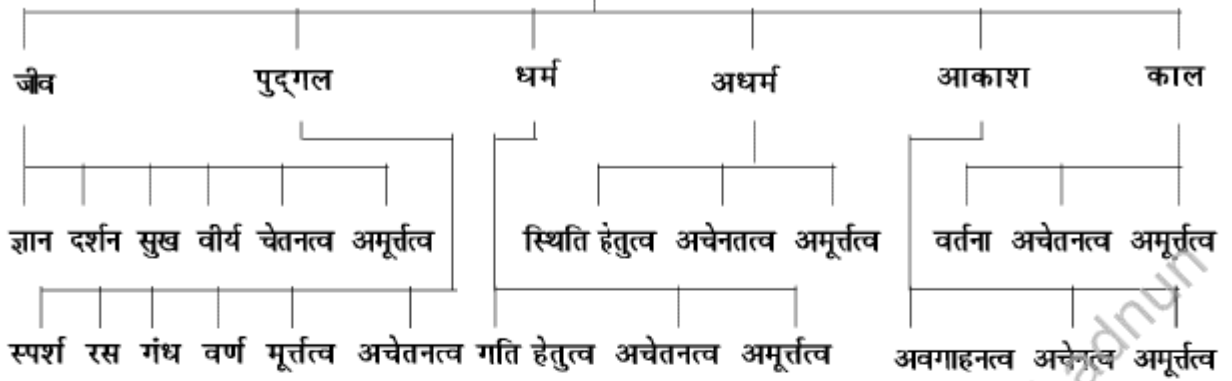 जीव पुद्गल धर्म अधर्म आकाश काल
ज्ञान दर्शन सुख वीर्य चेतनत्व अमूर्त्तत्व स्थिति हेतुत्व अचेनतत्व अमूर्त्तत्व वर्तना अचेतनत्व अमूर्त्तत्व
स्पर्श रस गंध वर्ण मूर्त्तत्व अचेतनत्व गति हेतुत्व अचेतनत्व अमूर्त्तत्व अवगाहनत्व अचेनत्व अमूर्त्तत्व